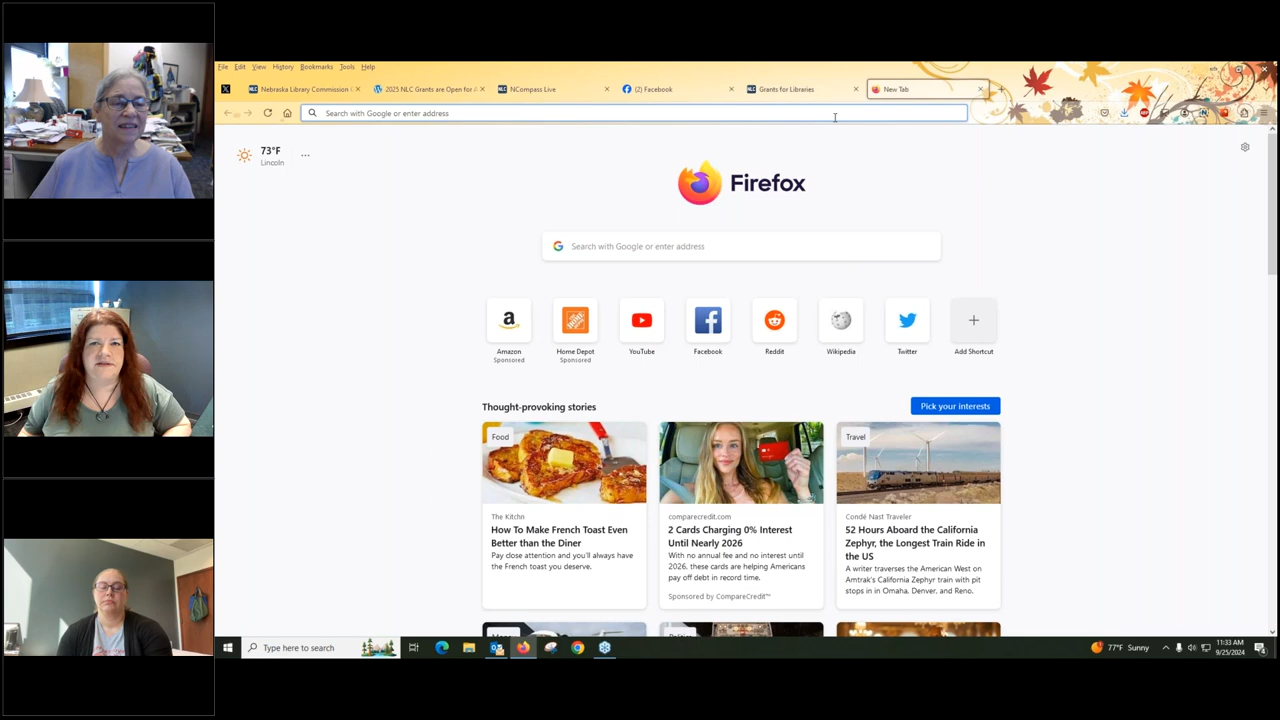 File Edit View History Bookmarks Tools Help
Nebraska Library Commission
2025 NLC Grants are Open for
NCompass Live
(2) Facebook
Grants for Libraries
New Tab
Search with Google or enter address
73°F
Lincoln
Firefox
Search with Google or enter address
Amazon
Sponsored
Home Depot
Sponsored
YouTube
Facebook
Reddit
Wikipedia
Twitter
Add Shortcut
Thought-provoking stories
Pick your interests
Food
The Kitchn
How To Make French Toast Even
Better than the Diner
Pay close attention and you'll always have
the French toast you deserve.
comparecredit.com
2 Cards Charging 0% Interest
Until Nearly 2026
With no annual fee and no interest until
2026, these cards are helping Americans
pay off debt in record time.
Sponsored by CompareCredit™
Travel
Condé Nast Traveler
52 Hours Aboard the California
Zephyr, the Longest Train Ride in
the US
A writer traverses the American West on
Amtrak's California Zephyr train with pit
stops in in Omaha, Denver, and Reno.
Type here to search
77°F Sunny
11:33 AM
9/25/2024